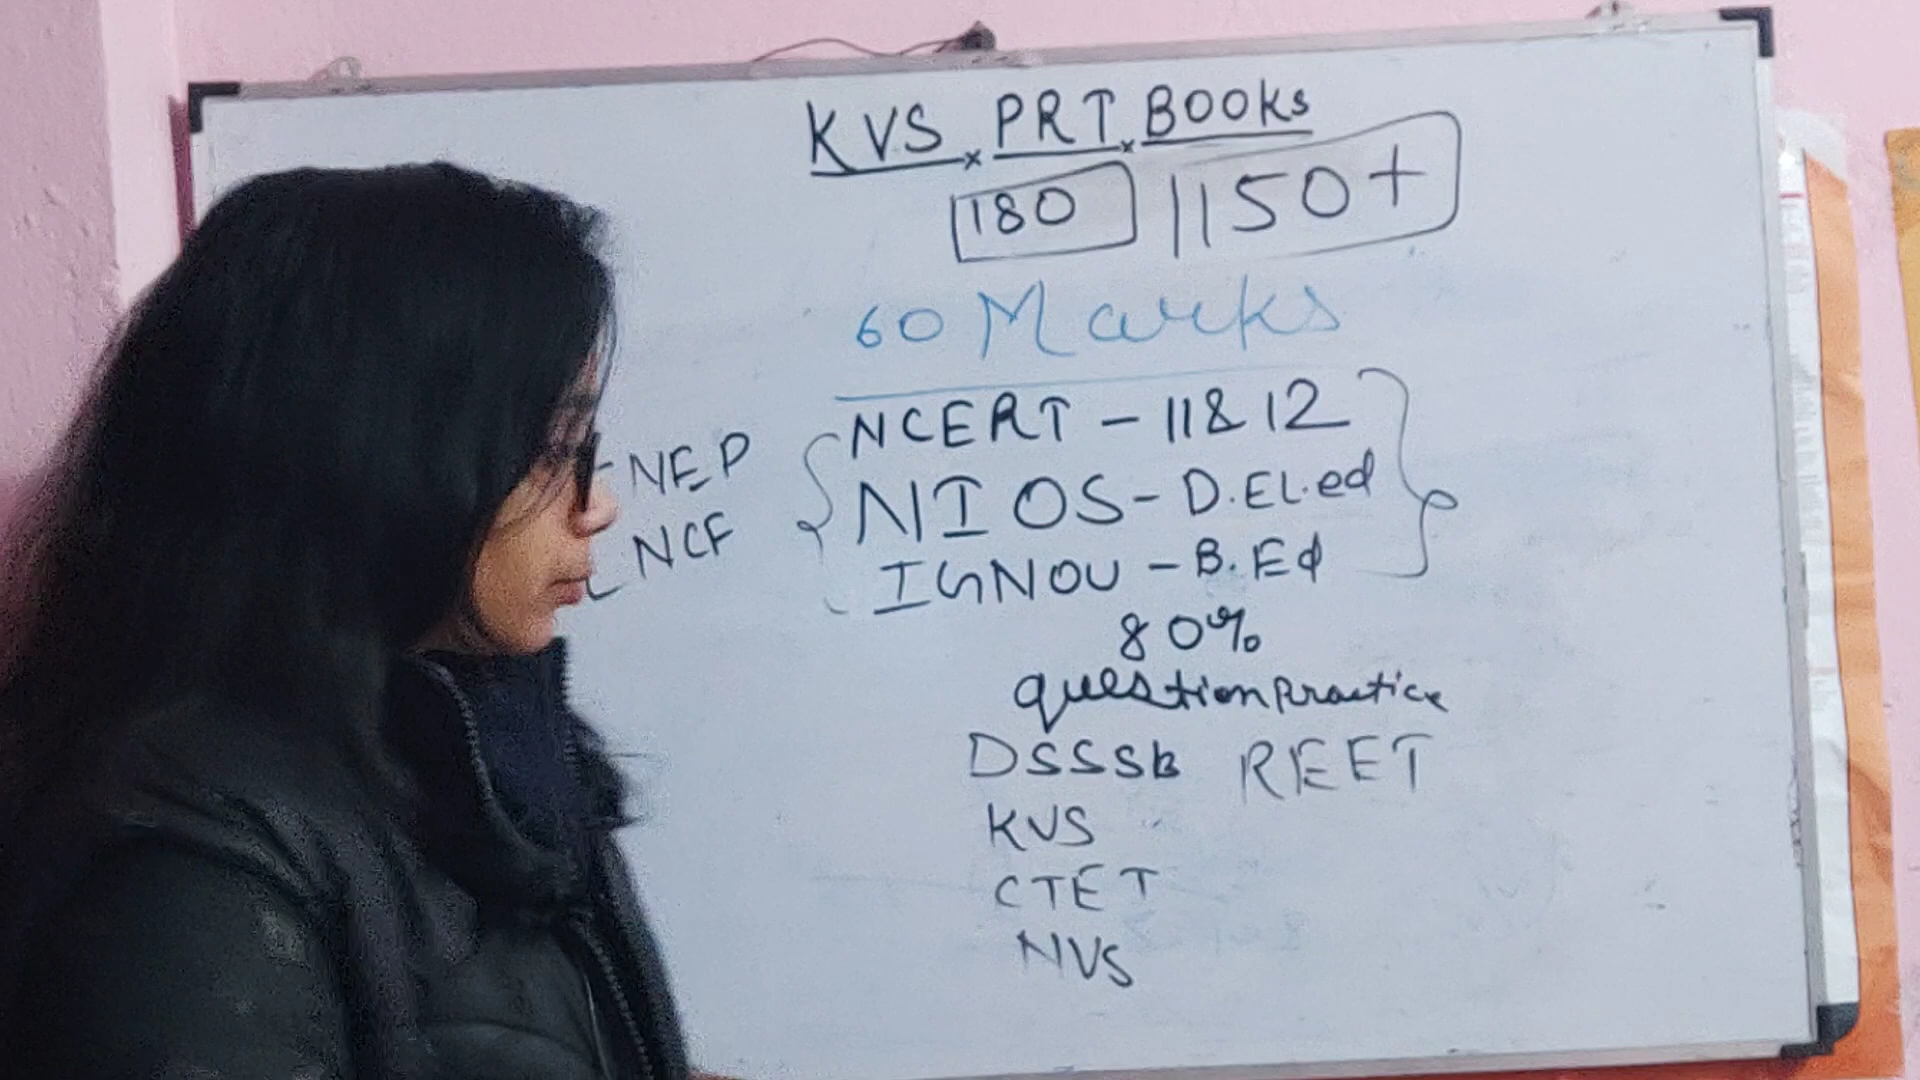 KVS PRT BOOKs
180 1150+
60 Marks
NCERT - 11 & 12
NEP
NIOS - D.EL.ed
NCF
IGNOU - B.Ed
80%
question Practice
DSSSb REET
KVS
CTET
NVS